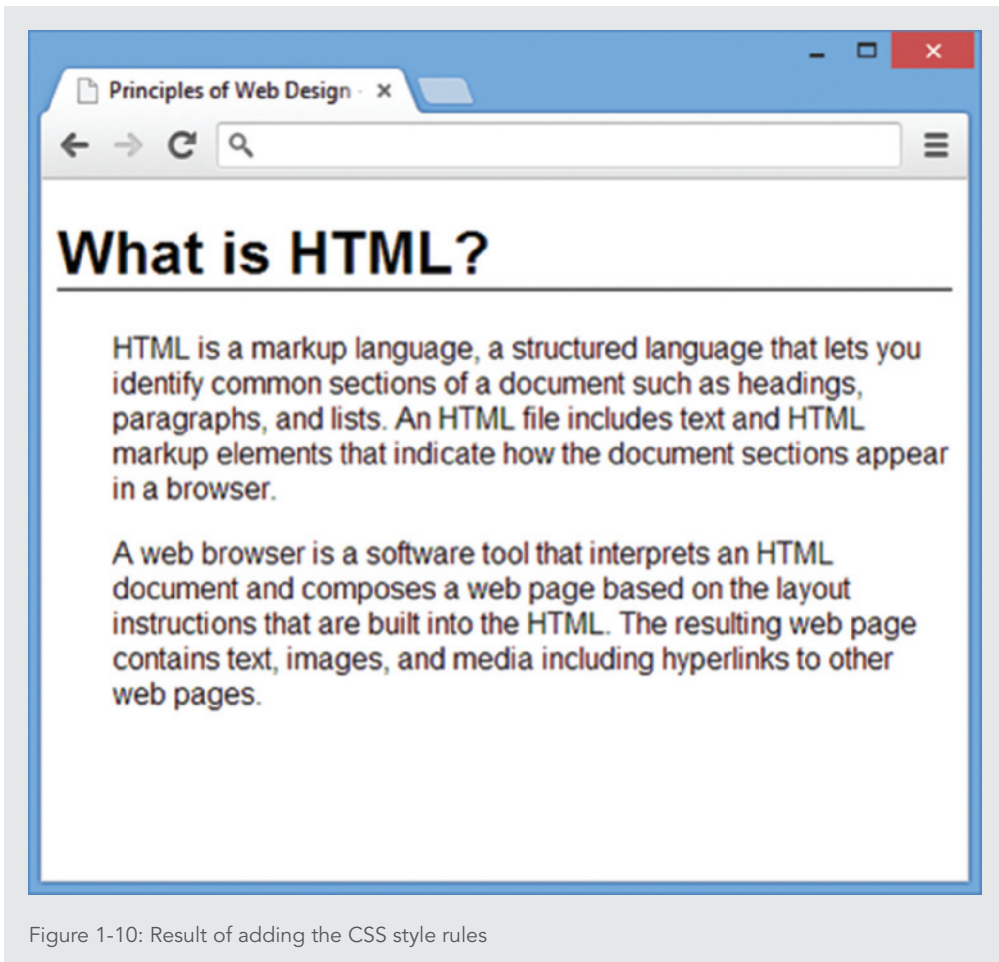 Principles of Web Design -
What is HTML?
HTML is a markup language, a structured language that lets you
identify common sections of a document such as headings,
paragraphs, and lists. An HTML file includes text and HTML
markup elements that indicate how the document sections appear
in a browser.
A web browser is a software tool that interprets an HTML
document and composes a web page based on the layout
instructions that are built into the HTML. The resulting web page
contains text, images, and media including hyperlinks to other
web pages.
Figure 1-10: Result of adding the CSS style rules